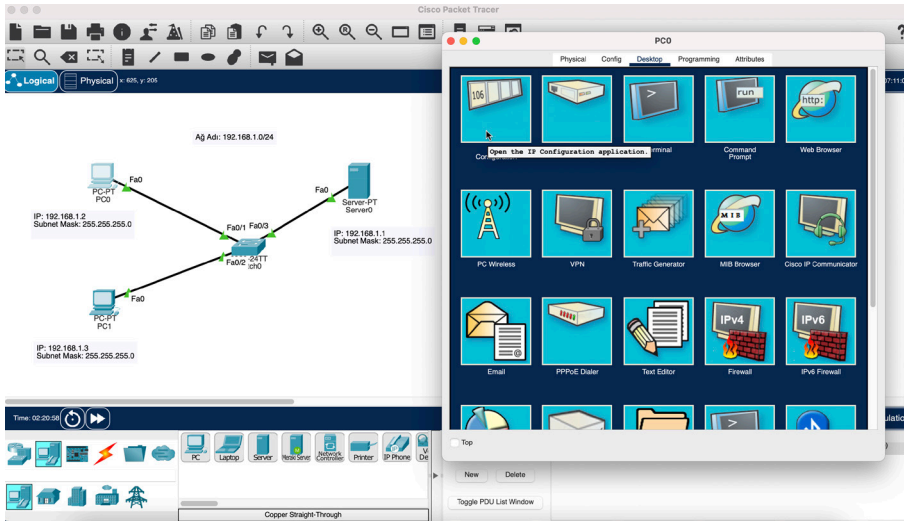 Cisco Packet Tracer
Logical
Physical
x: 625, y: 205
Ağ Adı: 192.168.1.0/24
Fa0
PC-PT
PC0
IP: 192.168.1.2
Subnet Mask: 255.255.255.0
Fa0
Server-PT
Server0
IP: 192.168.1.1
Subnet Mask: 255.255.255.0
Fa0/1
Fa0/3
Fa0/2
24TT
ch0
Fa0
PC-PT
PC1
IP: 192.168.1.3
Subnet Mask: 255.255.255.0
Time: 02:20:58
PC
Laptop
Server
Meraki Server
Network
Controller
Printer
IP Phone
Copper Straight-Through
PC0
Physical
Config
Desktop
Programming
Attributes
106
>
run
http:
Open the IP Configuration application.
Command
Prompt
Web Browser
MIB
PC Wireless
VPN
Traffic Generator
MIB Browser
Cisco IP Communicator
IPv4
IPv6
Email
PPPoE Dialer
Text Editor
Firewall
IPv6 Firewall
>
Top
New
Delete
Toggle PDU List Window